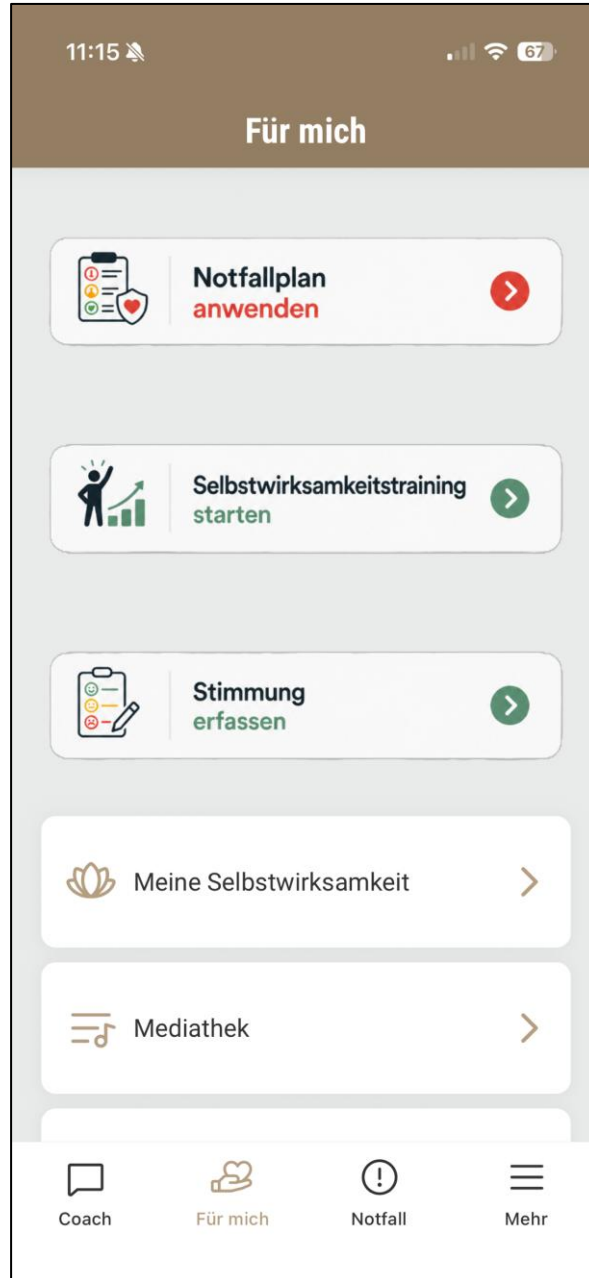 11:15
67
Für mich
Notfallplan
anwenden
Selbstwirksamkeitstraining
starten
Stimmung
erfassen
Meine Selbstwirksamkeit
Mediathek
Coach
Für mich
Notfall
Mehr